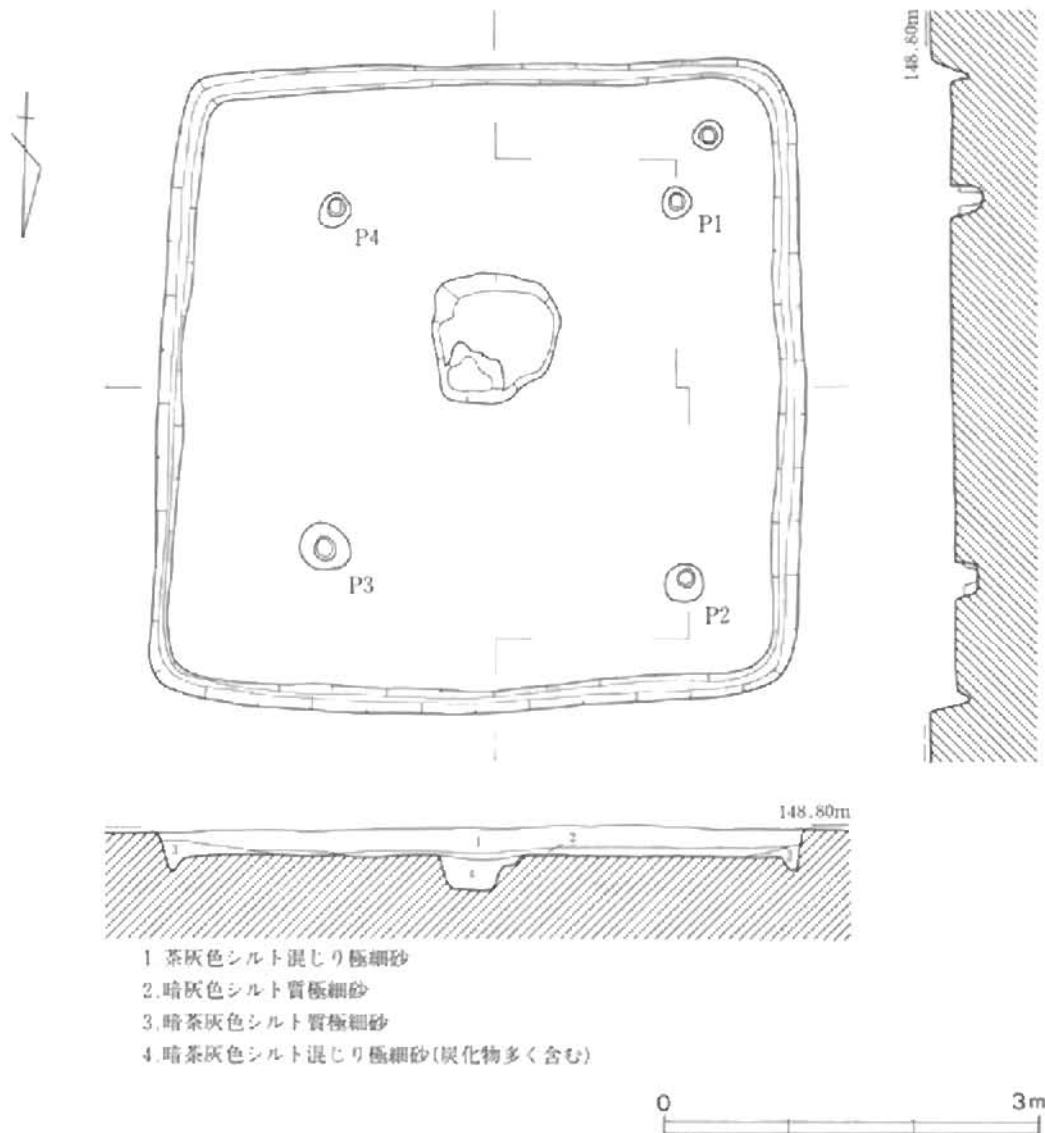 148.80m
P4
P1
P3
P2
148.80m
1
2
3
3
4
1 茶灰色シルト混じり極細砂
2.暗灰色シルト質極細砂
3.暗茶灰色シルト質極細砂
4.暗茶灰色シルト混じり極細砂(炭化物多く含む)
0 3m